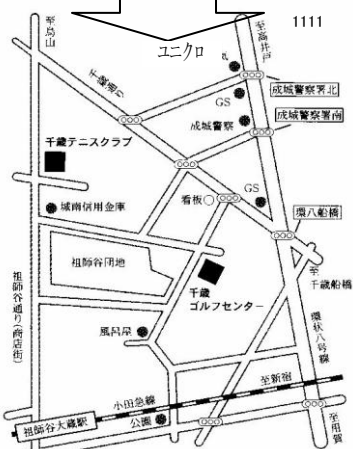 1111
至烏山
ユニクロ
至高井戸
千歳通り
P
成城警察署北
GS
成城警察
成城警察署南
千歳テニスクラブ
看板
GS
城南信用金庫
環八船橋
祖師谷団地
至
千歳船橋
千歳
ゴルフセンター
祖師谷通り(商店街)
環状八号線
風呂屋
至新宿
小田急線
公園
祖師谷大蔵駅
至用賀